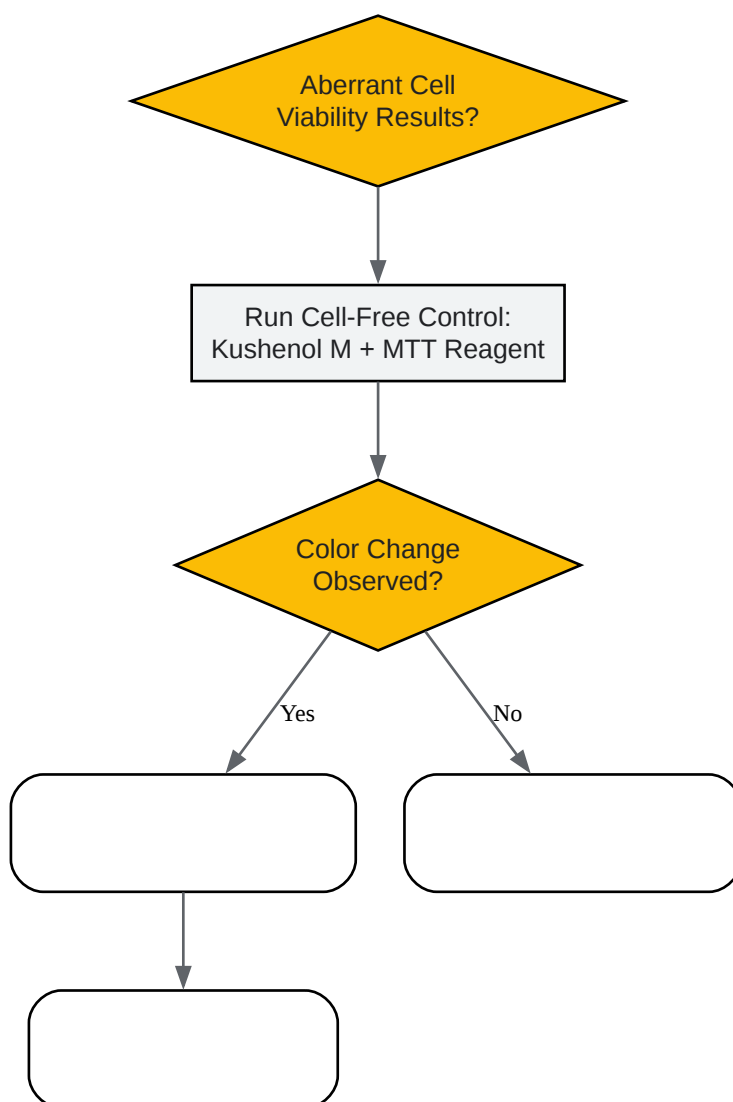 Aberrant Cell
Viability Results?
Run Cell-Free Control:
Kushenol M + MTT Reagent
Color Change
Observed?
Yes
No